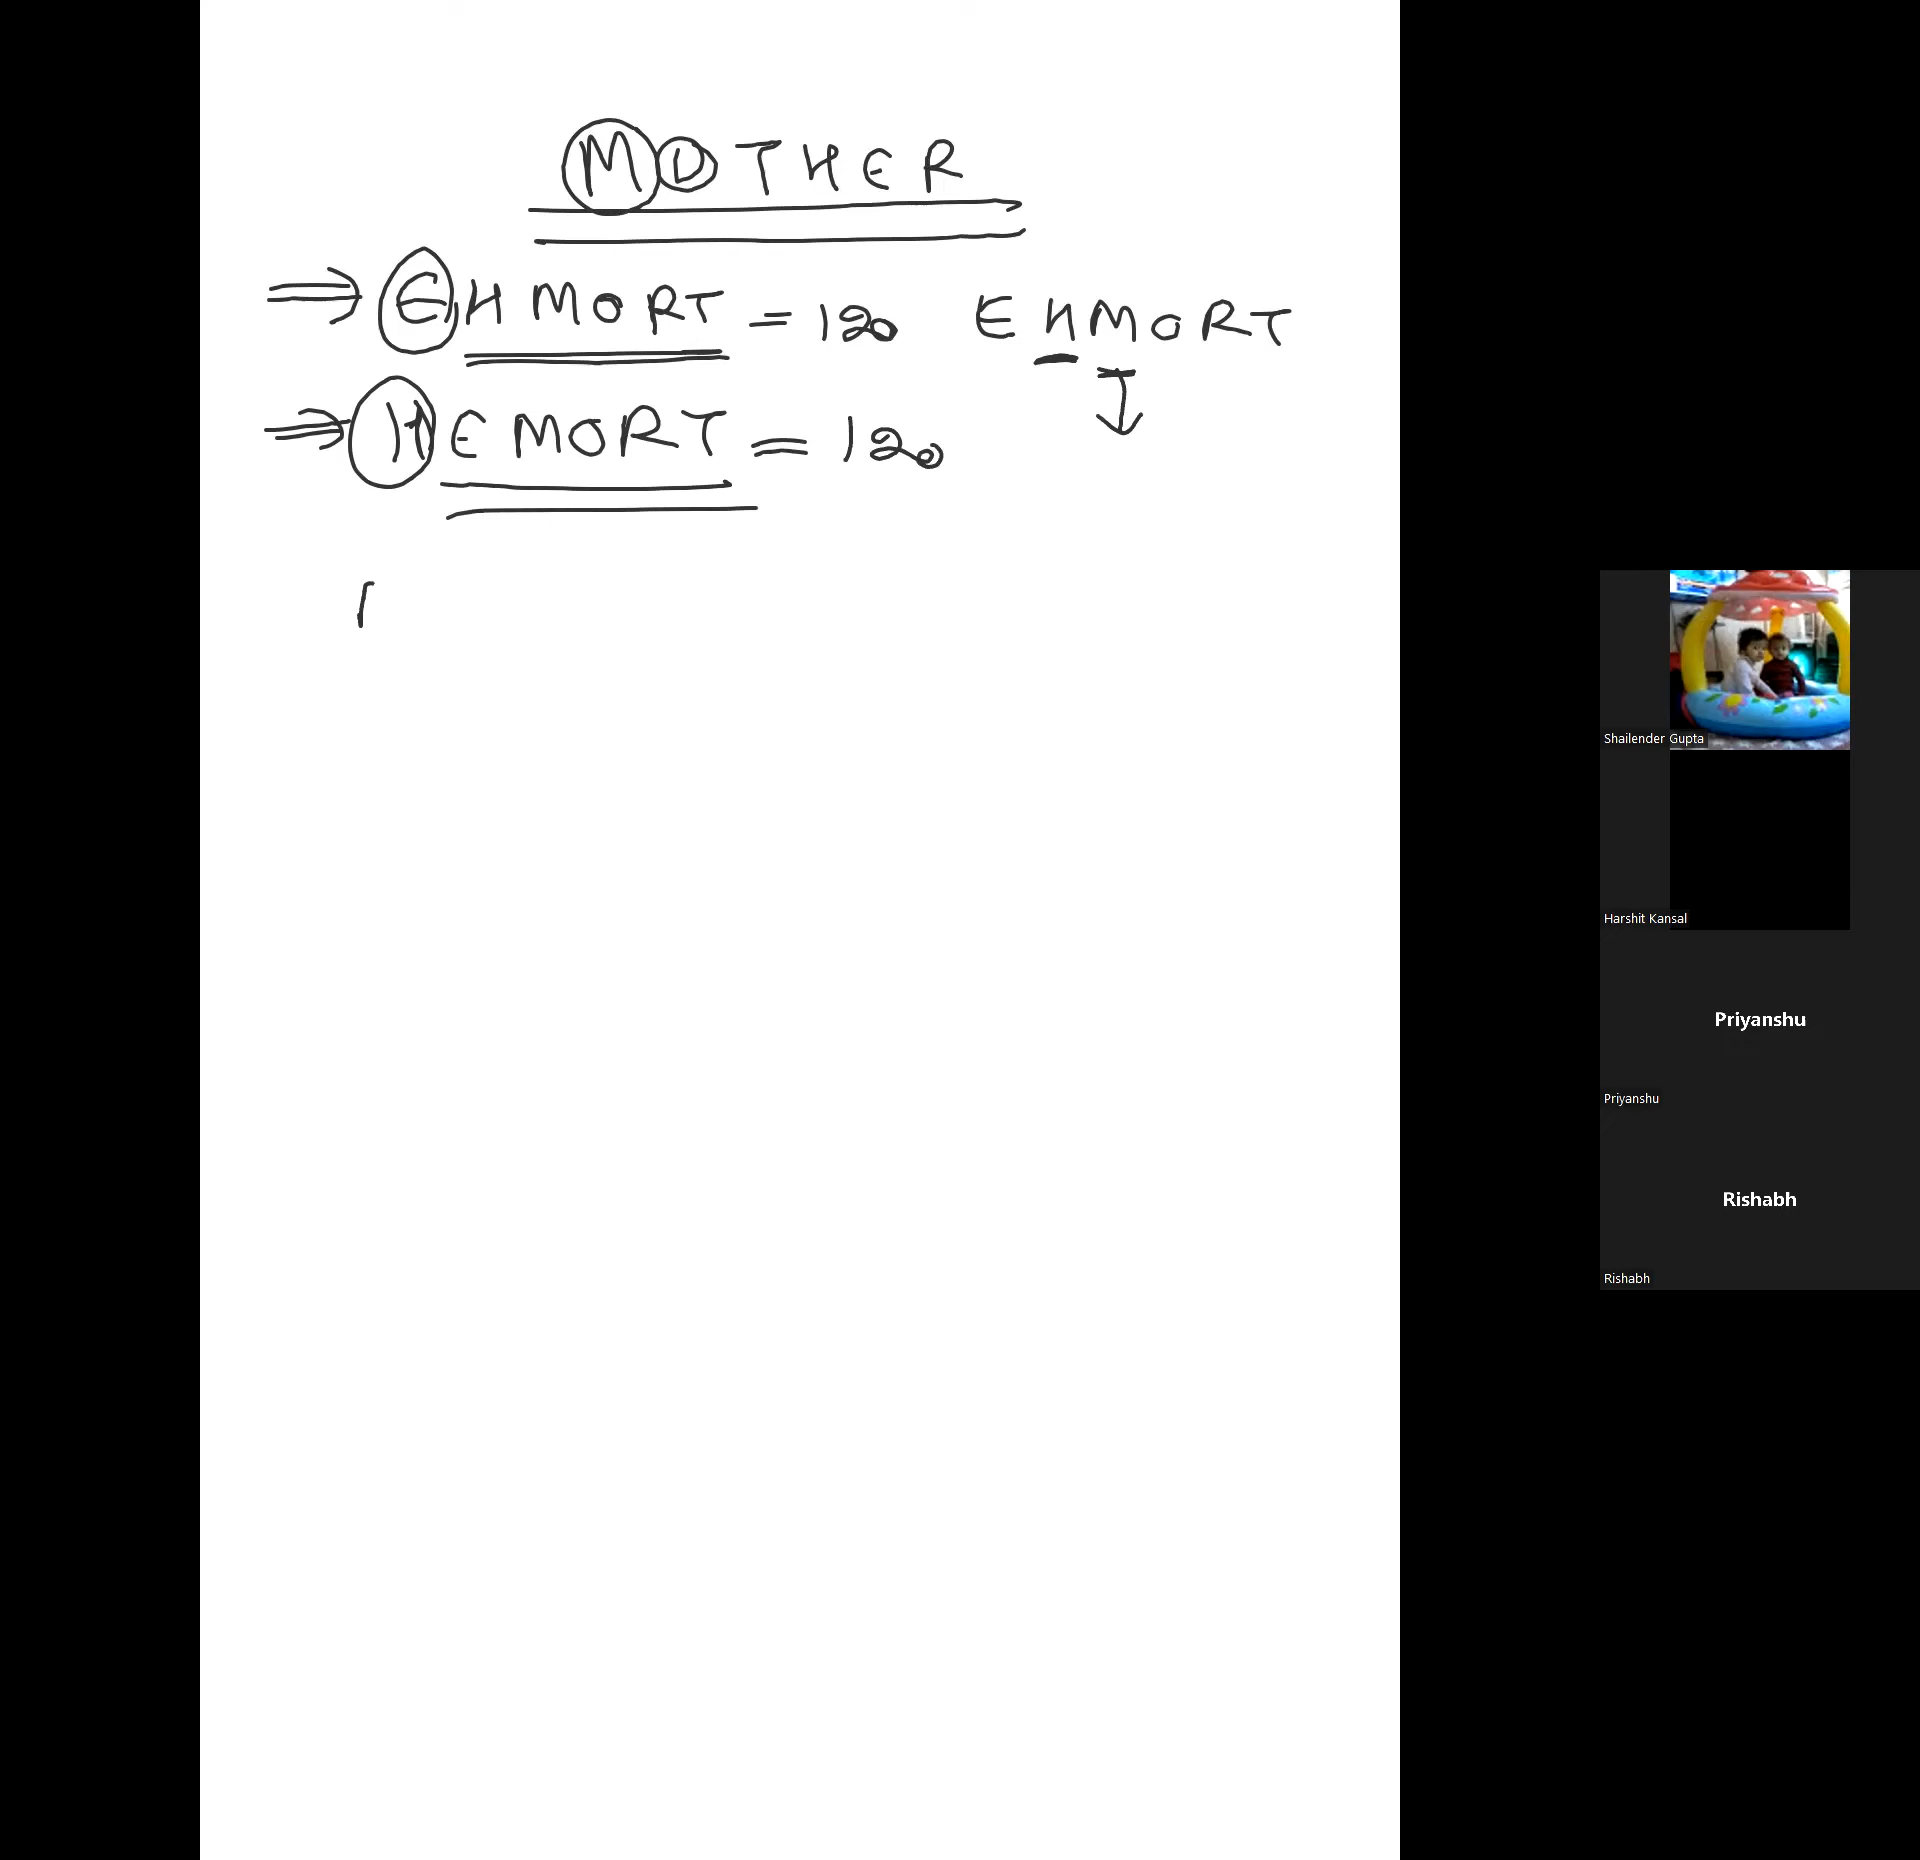 MOTHER
⇒ EHMORT = 120 EHMORT
⇒ HEMORT = 120
Shailender Gupta
Harshit Kansal
Priyanshu
Priyanshu
Rishabh
Rishabh